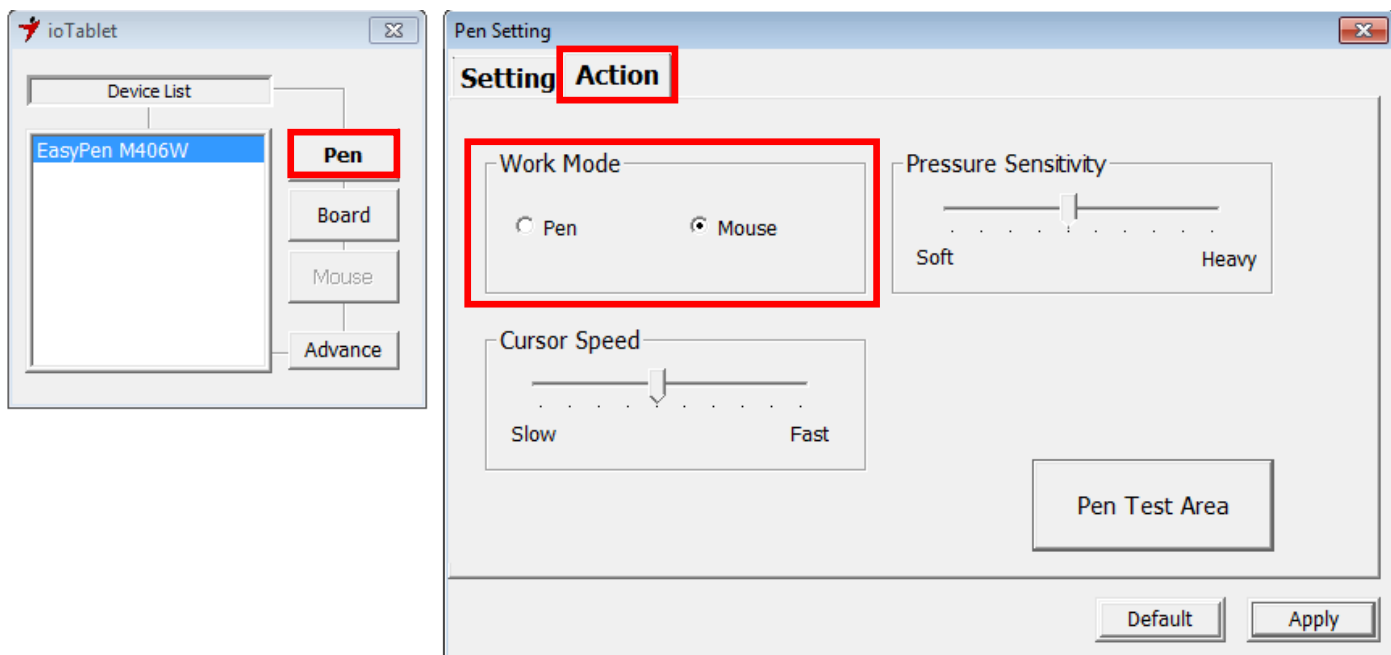 ioTablet
Device List
EasyPen M406W
Pen
Board
Mouse
Advance
Pen Setting
Setting Action
Work Mode
Pen Mouse
Pressure Sensitivity
Soft Heavy
Cursor Speed
Slow Fast
Pen Test Area
Default Apply